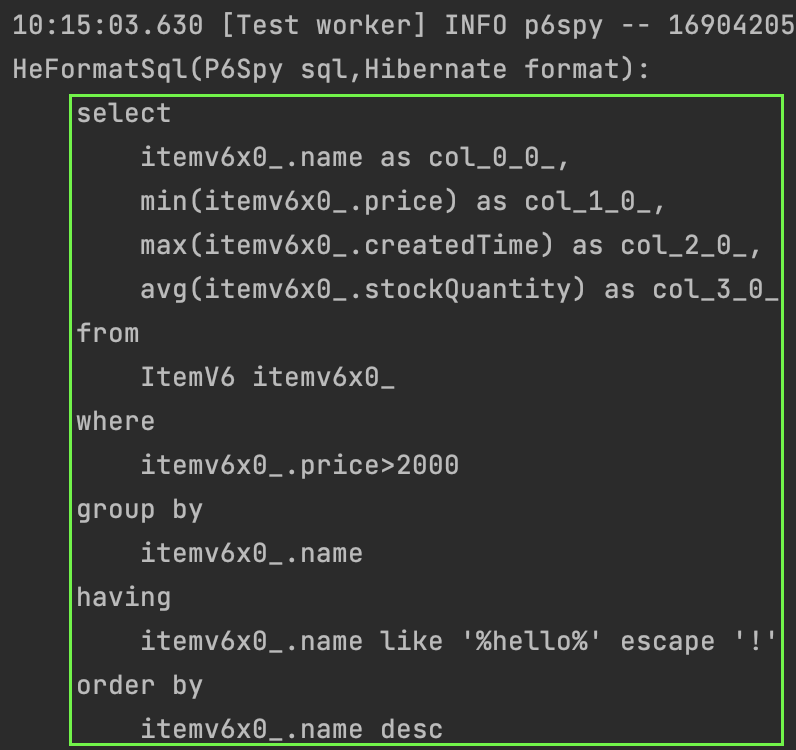 10:15:03.630 [Test worker] INFO p6spy -- 16904205
HeFormatSql(P6Spy sql,Hibernate format):
select
itemv6x0_.name as col_0_0_,
min(itemv6x0_.price) as col_1_0_,
max(itemv6x0_.createdTime) as col_2_0_,
avg(itemv6x0_.stockQuantity) as col_3_0_
from
ItemV6 itemv6x0_
where
itemv6x0_.price>2000
group by
itemv6x0_.name
having
itemv6x0_.name like '%hello%' escape '!'
order by
itemv6x0_.name desc